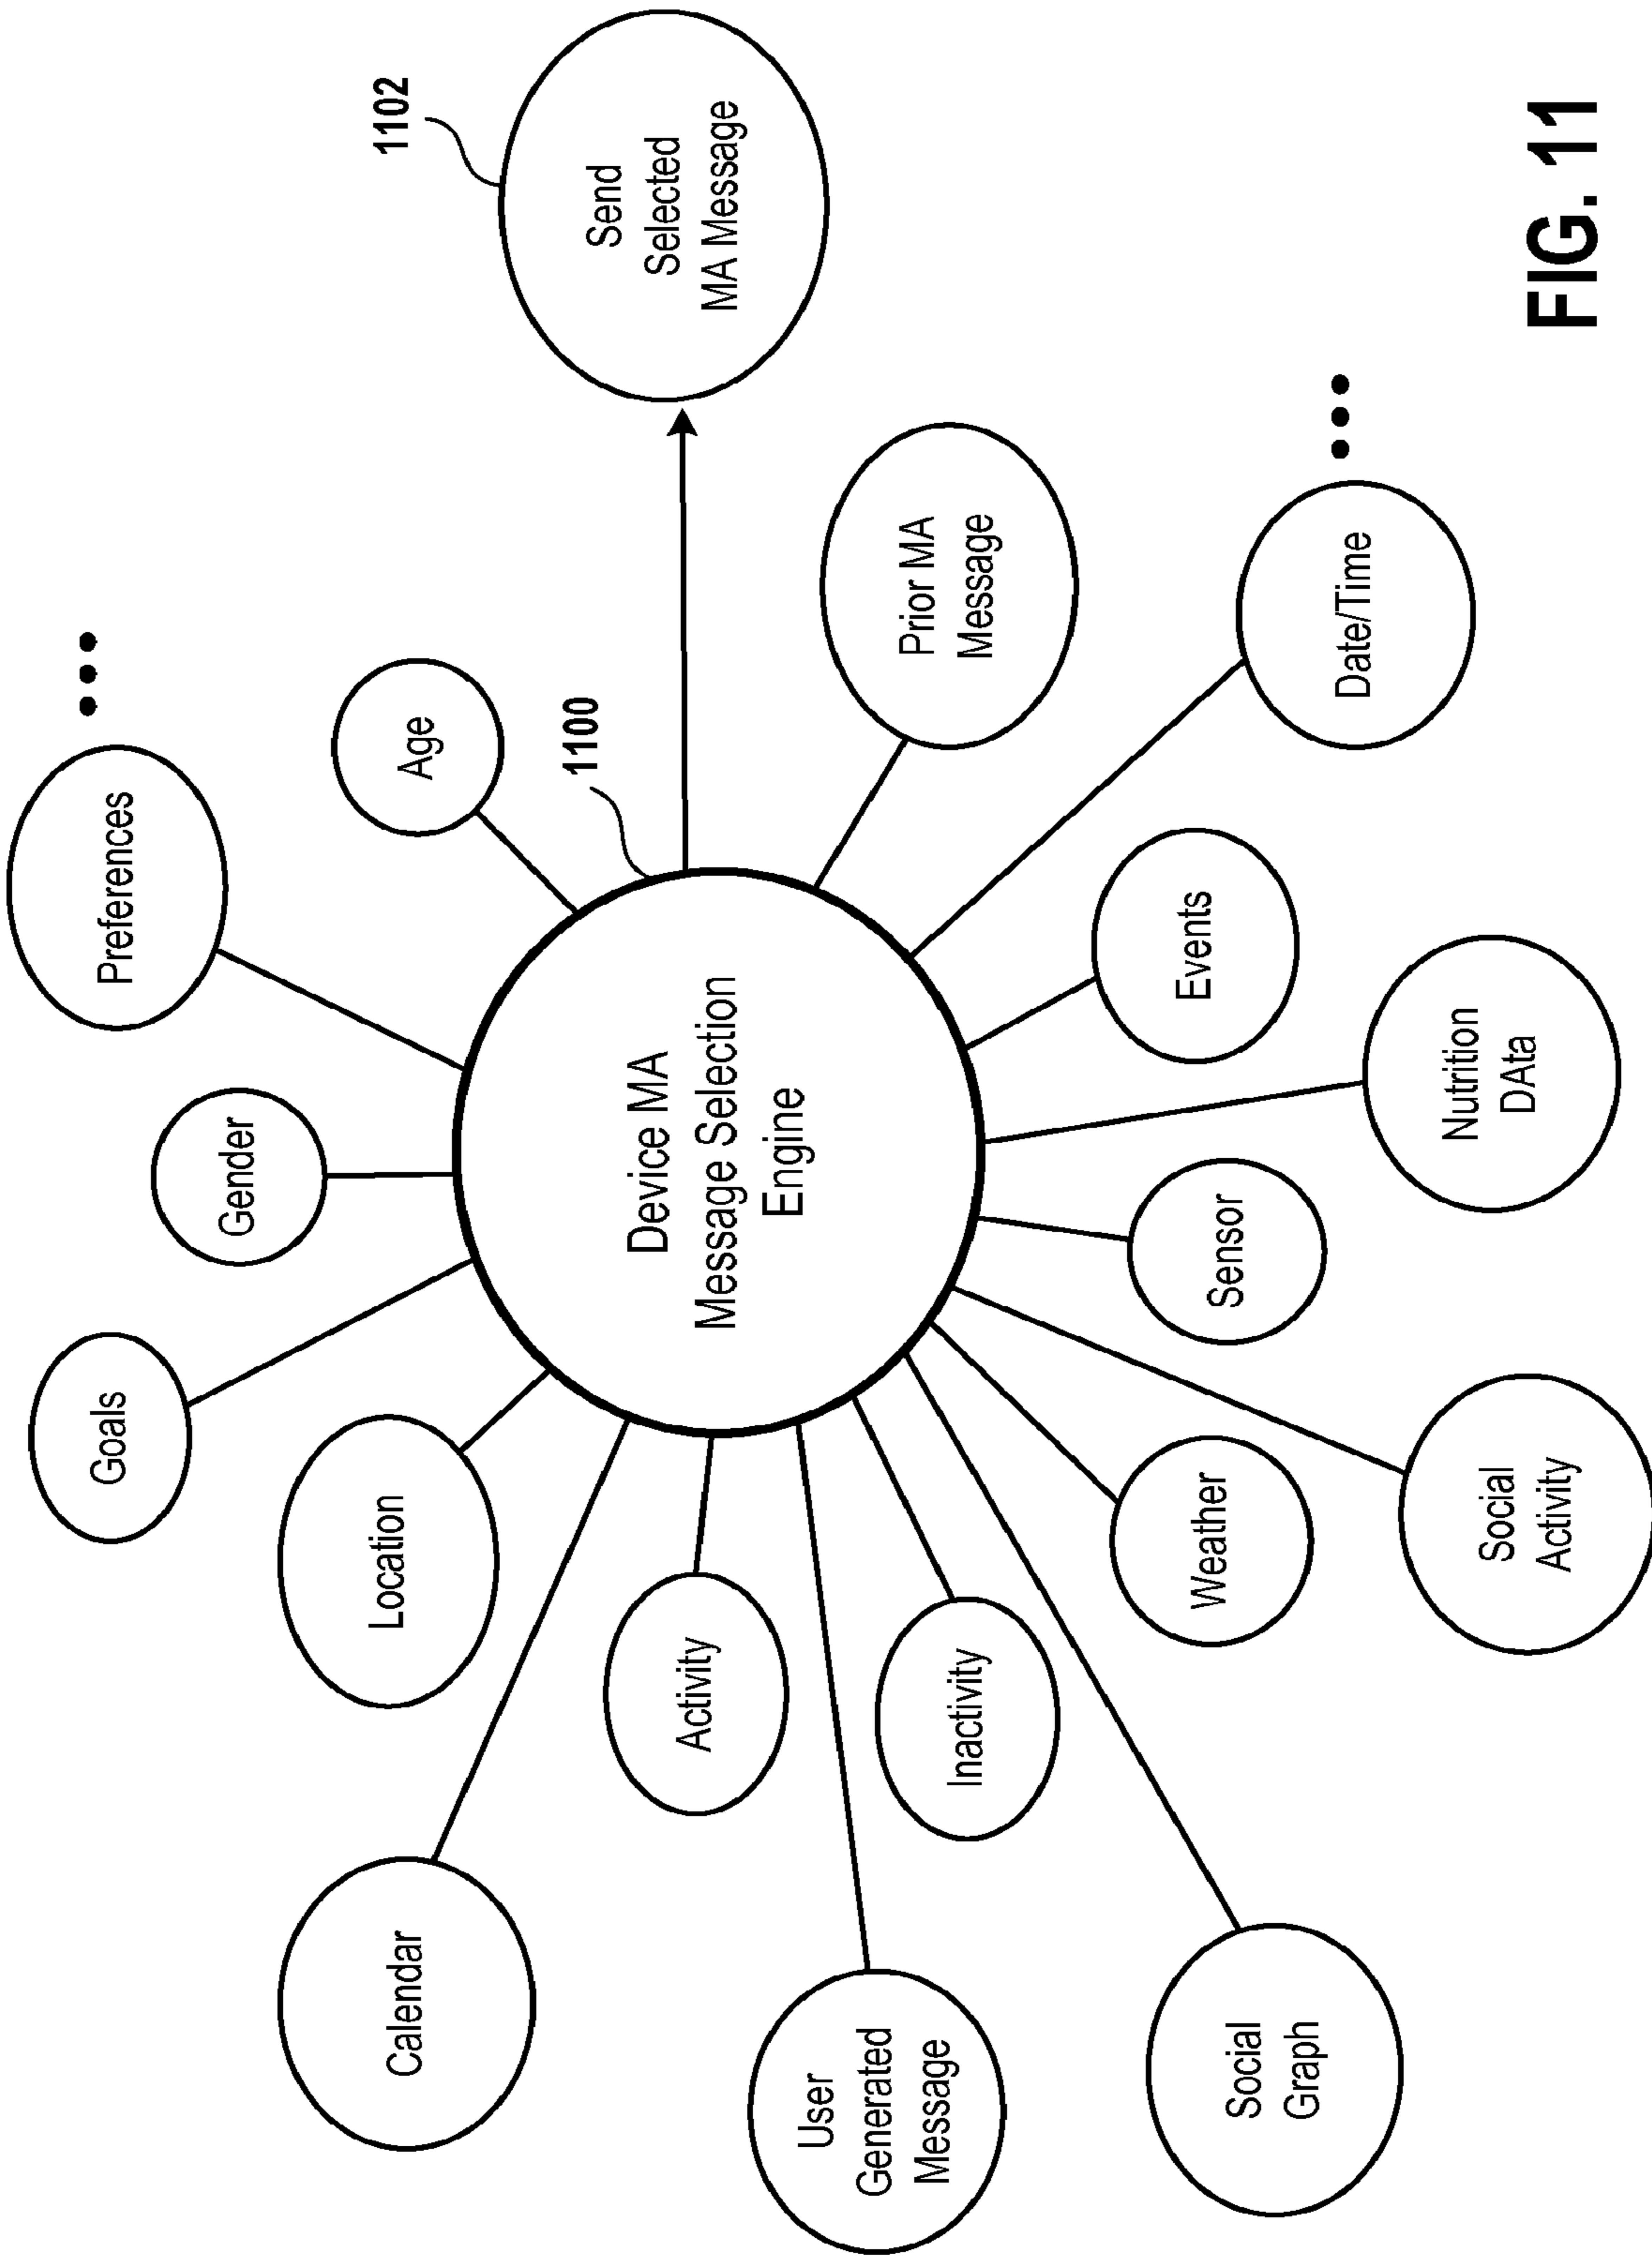 Preferences
•••
Gender
Age
Goals
1102
Location
Send
Selected
MA Message
Calendar
1100
Device MA
Message Selection
Engine
Activity
User
Generated
Message
Inactivity
Prior MA
Message
Weather
Sensor
Events
Social
Graph
Date/Time
•••
Social
Activity
Nutrition
DAta
FIG. 11